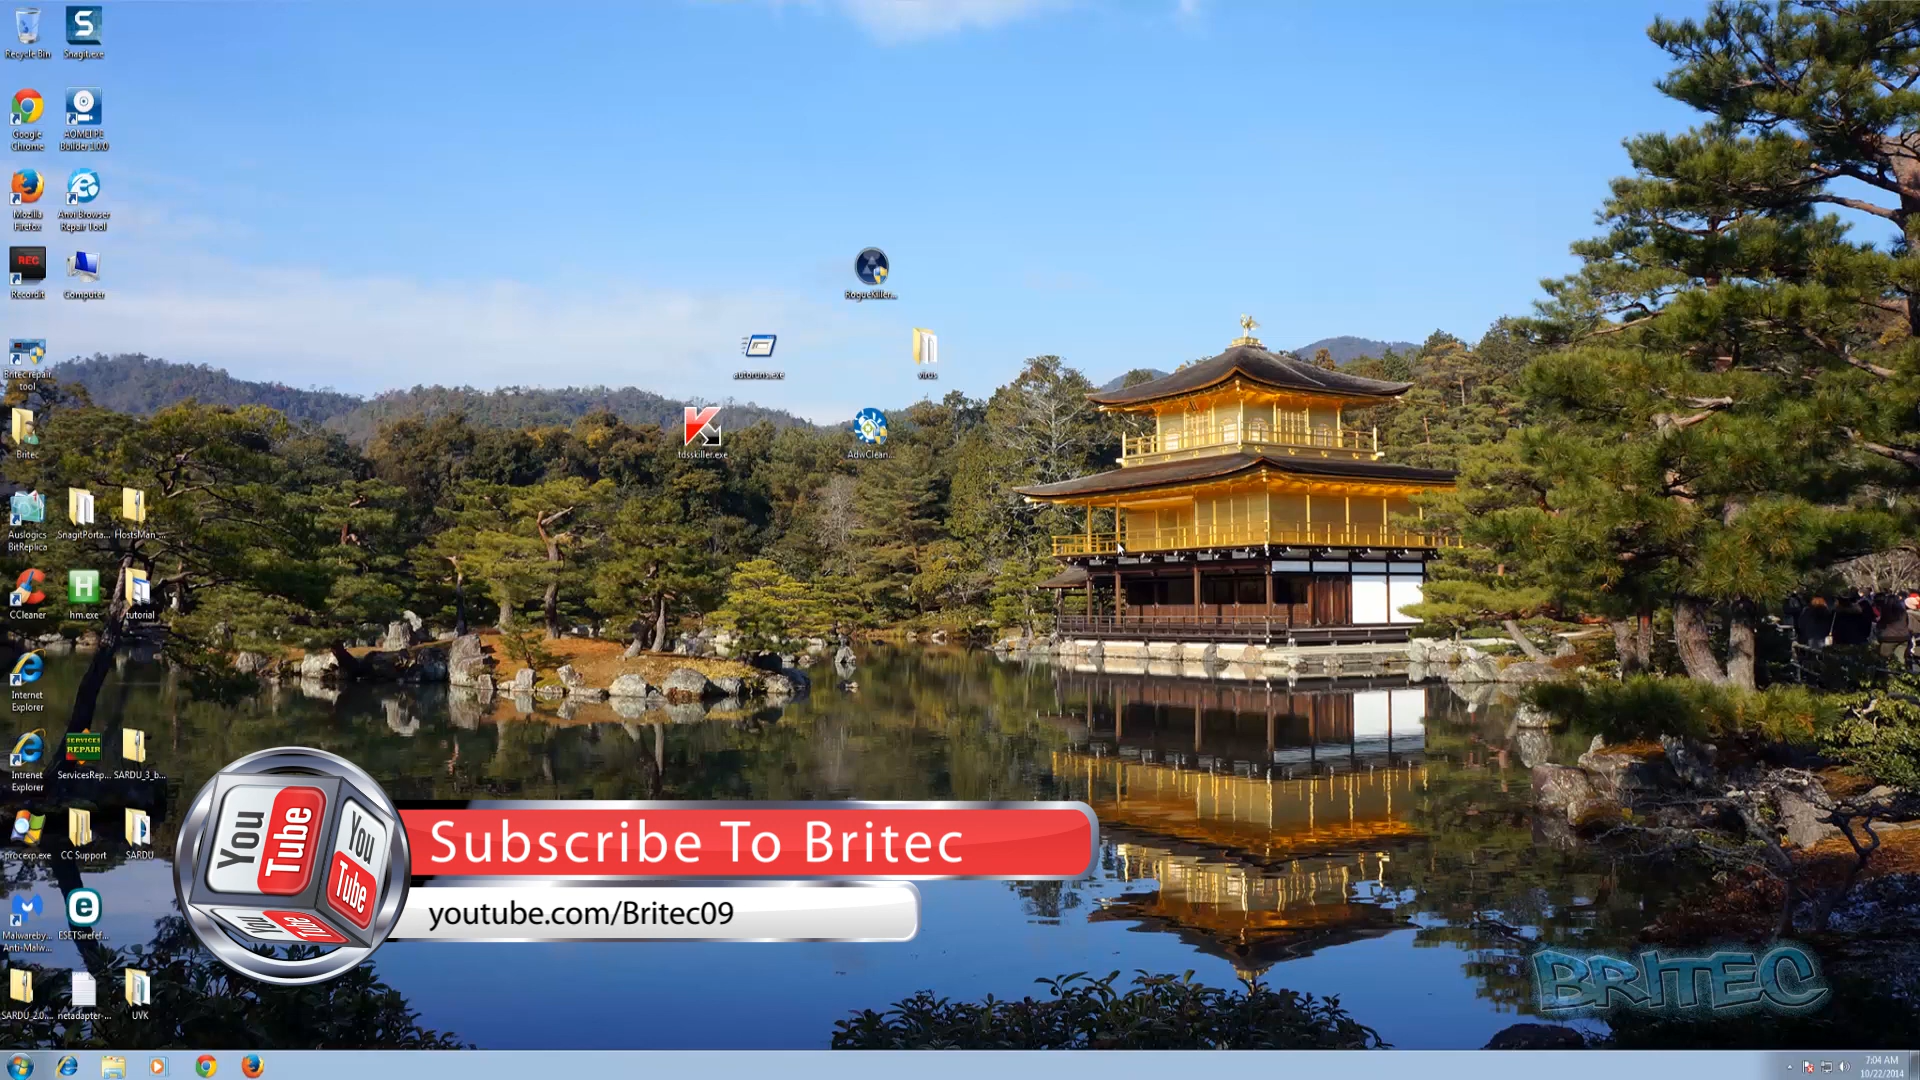 Recycle Bin
Snagit.exe
Google
Chrome
AOMEI PE
Builder 1.0.0
Mozilla
Firefox
Anvi Browser
Repair Tool
REC
Recordit
Computer
RogueKiller...
autoruns.exe
virus
Britec repair
tool
Britec
tdsskiller.exe
AdwClean...
Auslogics
BitReplica
SnagitPorta...
HostsMan_...
CCleaner
hm.exe
tutorial
Internet
Explorer
Internet
Explorer
SERVICES
REPAIR
ServicesRep...
SARDU_3_b...
procexp.exe
CC Support
SARDU
Malwareby...
Anti-Malw...
ESETSirefef...
SARDU_2.0....
netadapter-...
UVK
You
Tube
You
Tube
You
Tube
Subscribe To Britec
youtube.com/Britec09
BRITEC
7:04 AM
10/22/2014